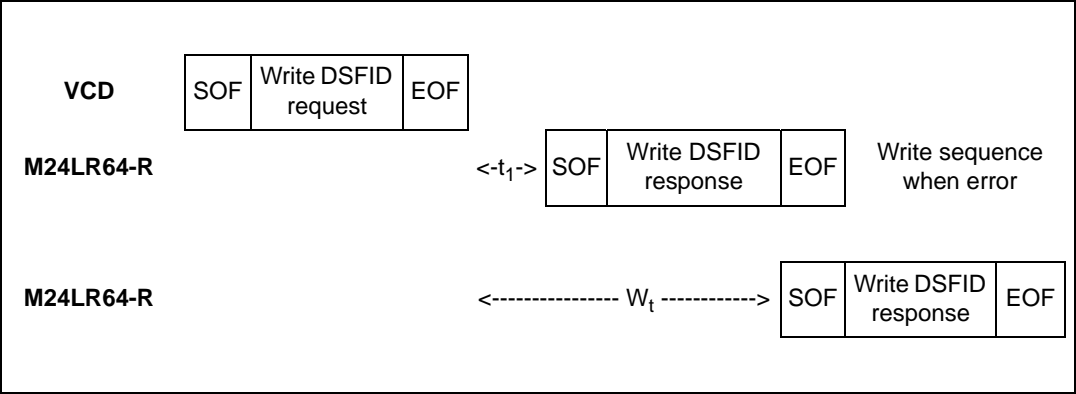 VCD SOF Write DSFID request EOF
M24LR64-R <-t1-> SOF Write DSFID response EOF Write sequence when error
M24LR64-R <---------------- Wt ------------> SOF Write DSFID response EOF